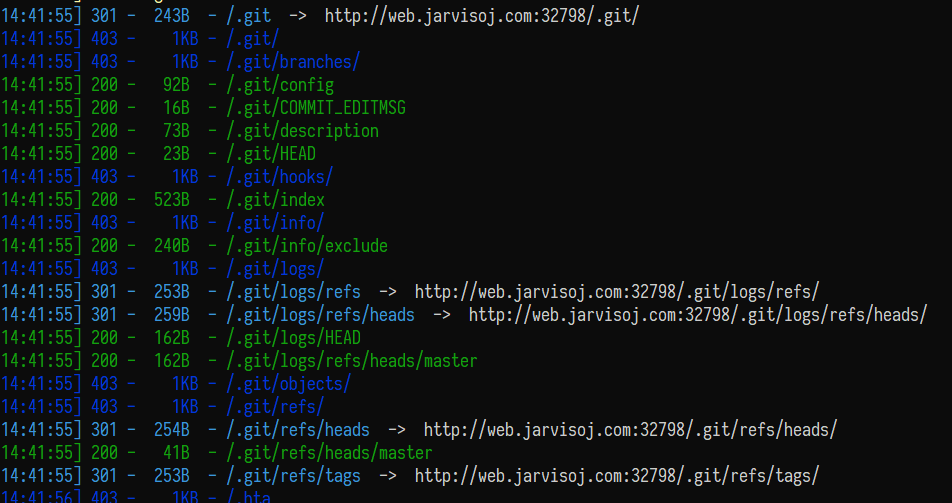 14:41:55] 301 - 243B - /.git -> http://web.jarvisoj.com:32798/.git/
14:41:55] 403 - 1KB - /.git/
14:41:55] 403 - 1KB - /.git/branches/
14:41:55] 200 - 92B - /.git/config
14:41:55] 200 - 16B - /.git/COMMIT_EDITMSG
14:41:55] 200 - 73B - /.git/description
14:41:55] 200 - 23B - /.git/HEAD
14:41:55] 403 - 1KB - /.git/hooks/
14:41:55] 200 - 523B - /.git/index
14:41:55] 403 - 1KB - /.git/info/
14:41:55] 200 - 240B - /.git/info/exclude
14:41:55] 403 - 1KB - /.git/logs/
14:41:55] 301 - 253B - /.git/logs/refs -> http://web.jarvisoj.com:32798/.git/logs/refs/
14:41:55] 301 - 259B - /.git/logs/refs/heads -> http://web.jarvisoj.com:32798/.git/logs/refs/heads/
14:41:55] 200 - 162B - /.git/logs/HEAD
14:41:55] 200 - 162B - /.git/logs/refs/heads/master
14:41:55] 403 - 1KB - /.git/objects/
14:41:55] 403 - 1KB - /.git/refs/
14:41:55] 301 - 254B - /.git/refs/heads -> http://web.jarvisoj.com:32798/.git/refs/heads/
14:41:55] 200 - 41B - /.git/refs/heads/master
14:41:55] 301 - 253B - /.git/refs/tags -> http://web.jarvisoj.com:32798/.git/refs/tags/
14:41:56] 403 - 1KB - /.hta